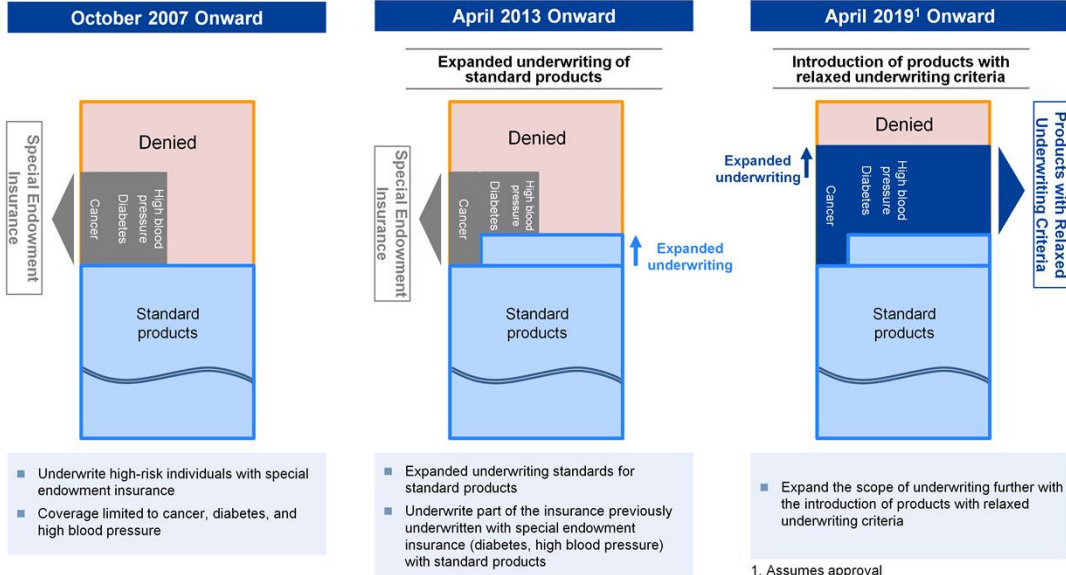 October 2007 Onward
Special Endowment
Insurance
Denied
Cancer
Diabetes
High blood
pressure
Standard
products
Underwrite high-risk individuals with special
endowment insurance
Coverage limited to cancer, diabetes, and
high blood pressure
April 2013 Onward
Expanded underwriting of
standard products
Special Endowment
Insurance
Denied
Cancer
Diabetes
High blood
pressure
Expanded
underwriting
Standard
products
Expanded underwriting standards for
standard products
Underwrite part of the insurance previously
underwritten with special endowment
insurance (diabetes, high blood pressure)
with standard products
April 2019¹ Onward
Introduction of products with
relaxed underwriting criteria
Expanded
underwriting
Denied
Cancer
Diabetes
High blood
pressure
Products with Relaxed
Underwriting Criteria
Standard
products
Expand the scope of underwriting further with
the introduction of products with relaxed
underwriting criteria
1. Assumes approval